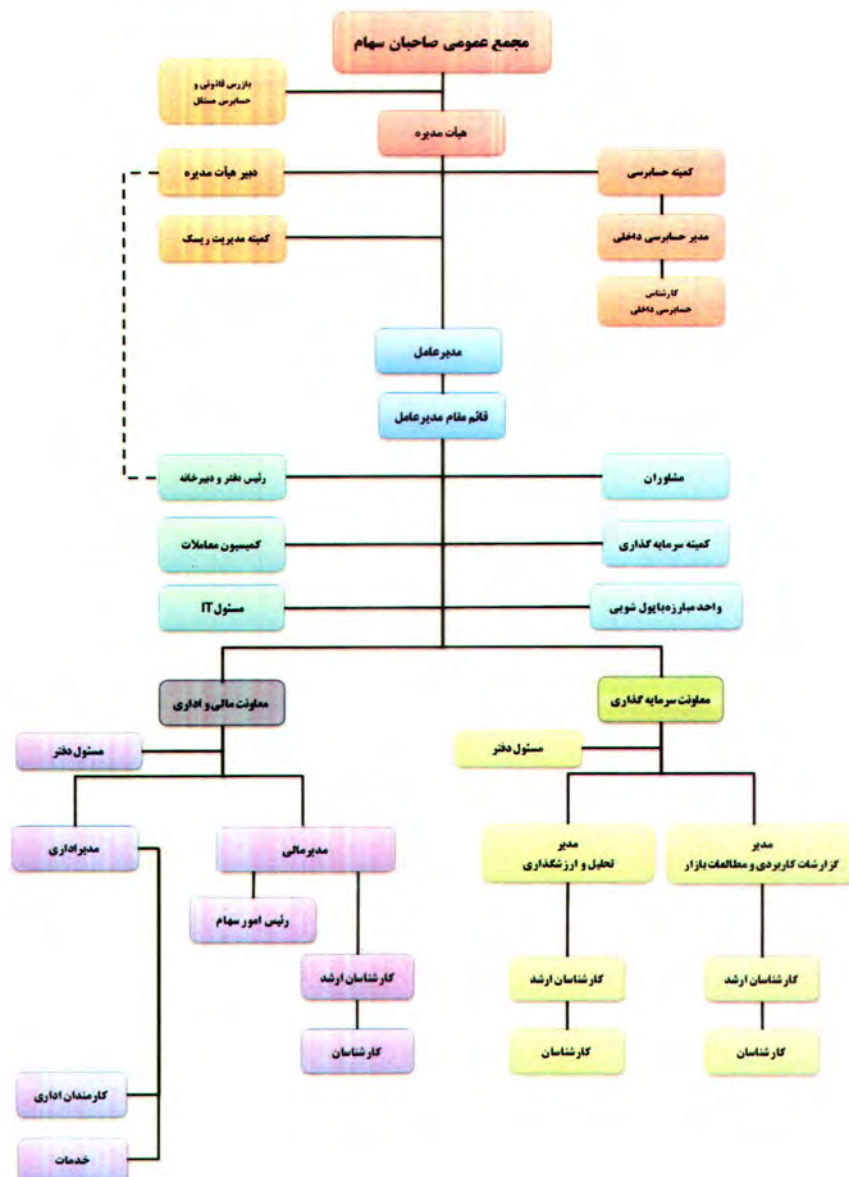 مجمع عمومی صاحبان سهام
بازرس قانونی و
حسابرس مستقل
هیأت مدیره
کمیته حسابرسی
دبیر هیأت مدیره
مدیر حسابرسی داخلی
کمیته مدیریت ریسک
کارشناس
حسابرسی داخلی
مدیرعامل
قائم مقام مدیرعامل
مشاوران
رئیس دفتر و دبیرخانه
کمیته سرمایه گذاری
کمیسیون معاملات
واحد مبارزه با پول شویی
مسئول IT
معاونت سرمایه گذاری
معاونت مالی و اداری
مسئول دفتر
مسئول دفتر
مدیر
گزارشات کاربردی و مطالعات بازار
مدیر
تحلیل و ارزشگذاری
مدیرمالی
مدیراداری
رئیس امور سهام
کارشناسان ارشد
کارشناسان ارشد
کارشناسان ارشد
کارشناسان
کارشناسان
کارشناسان
کارمندان اداری
خدمات